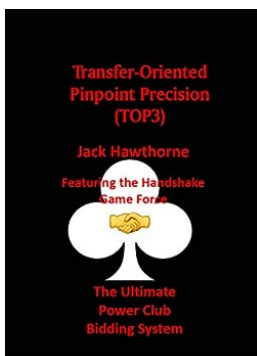 Transfer-Oriented
Pinpoint Precision
(TOP3)
Jack Hawthorne
Featuring the Handshake
Game Force
The Ultimate
Power Club
Bidding System